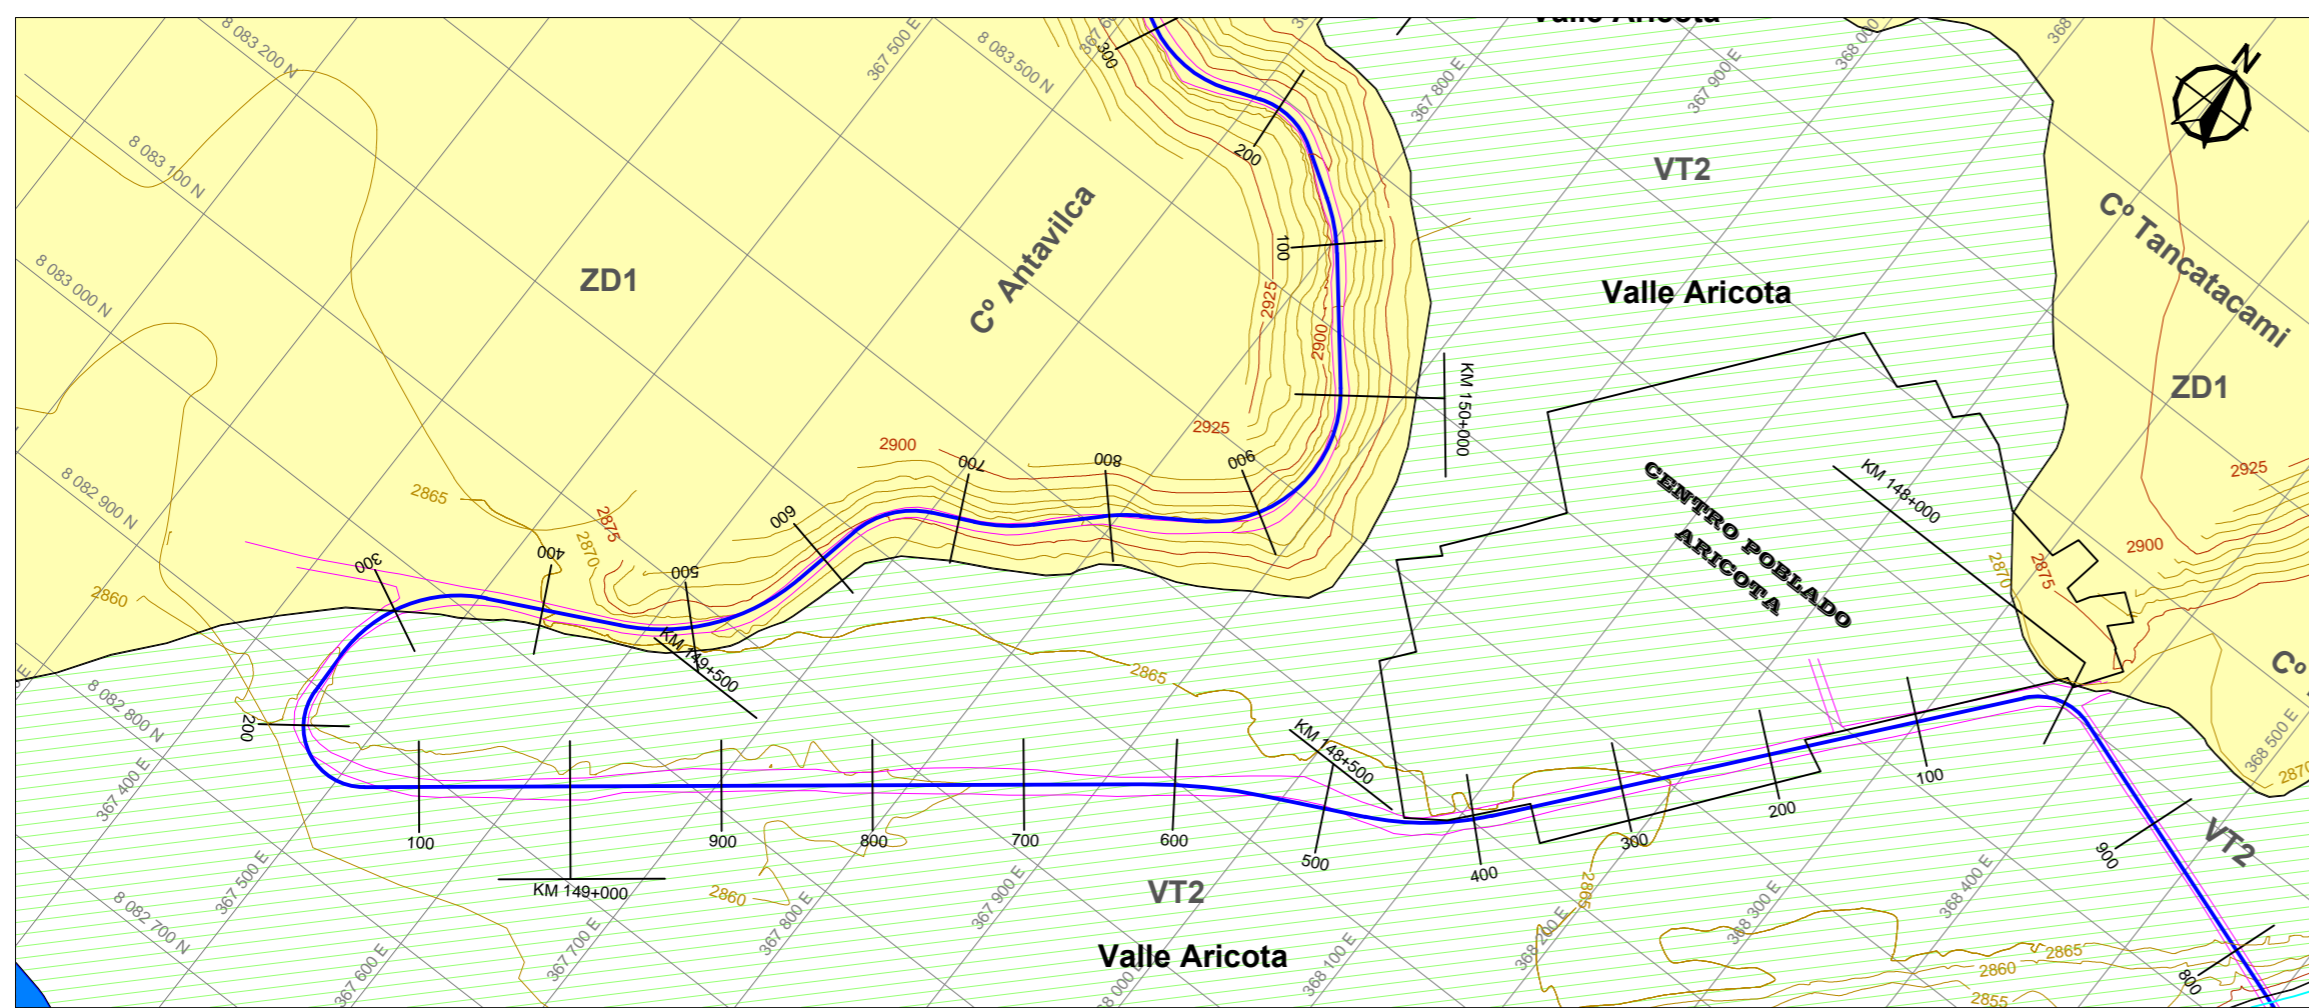 Valle Aricota
8 083 200 N
367 500 E
8 083 500 N
300
367 800 E
367 900 E
368 000
368
N
8 083 100 N
200
VT2
Cº Antavilca
Cº Tancatacami
8 083 000 N
ZD1
100
2925
2900
Valle Aricota
ZD1
KM 150+000
2900
2925
700
800
900
2925
8 082 900 N
2865
2875
2870
600
CENTRO POBLADO
ARICOTA
KM 148+000
2900
2870
2875
2860
300
400
500
KM 149+500
2865
Cº
8 082 800 N
200
KM 148+500
368 500 E
2870
367 400 E
100
900
800
700
600
500
400
300
200
100
900
VT2
KM 149+000
367 500 E
2860
VT2
2865
368 400 E
8 082 700 N
367 600 E
367 700 E
367 800 E
367 900 E
368 100 E
368 200 E
368 300 E
Valle Aricota
2865
2860
2855
800